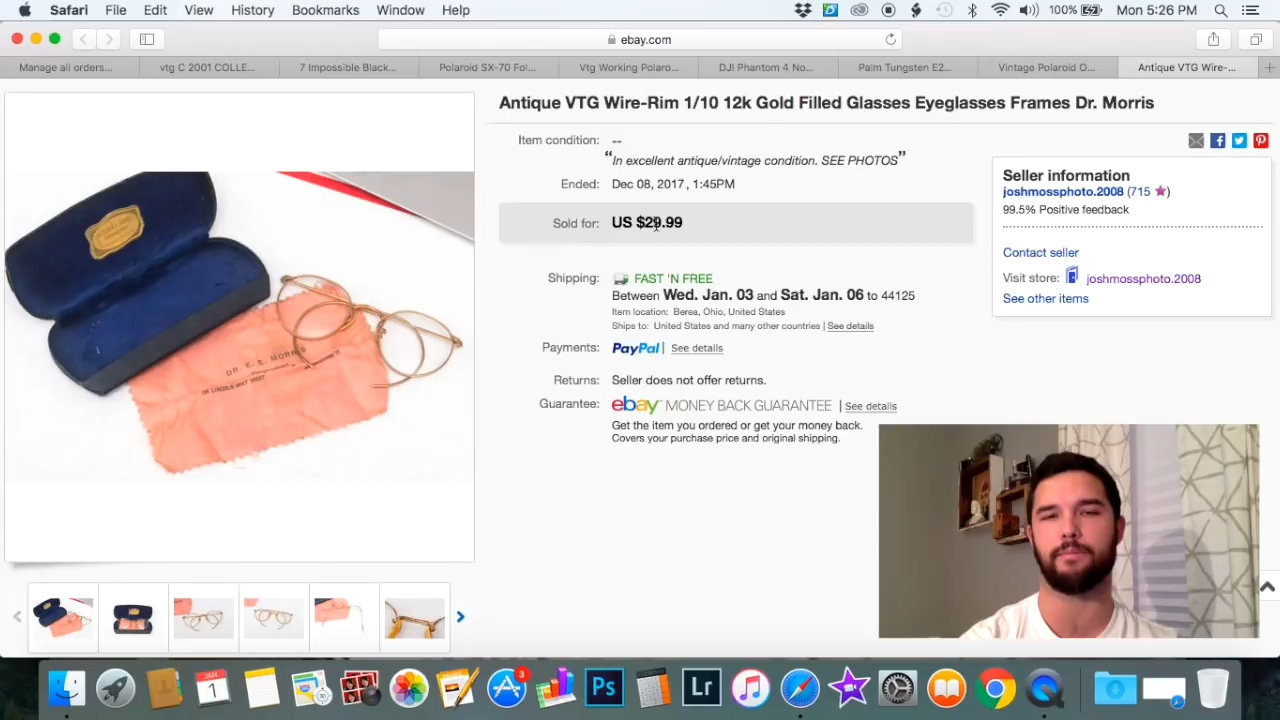 Safari File Edit View History Bookmarks Window Help 100% Mon 5:26 PM
ebay.com
Manage all orders... vtg C 2001 COLLE... 7 Impossible Black... Polaroid SX-70 Fol... Vtg Working Polaro... DJI Phantom 4 No... Palm Tungsten E2... Vintage Polaroid O... Antique VTG Wire-...
Antique VTG Wire-Rim 1/10 12k Gold Filled Glasses Eyeglasses Frames Dr. Morris
Item condition: --
“In excellent antique/vintage condition. SEE PHOTOS”
Ended: Dec 08, 2017 , 1:45PM
Sold for: US $29.99
Shipping: FAST 'N FREE
Between Wed. Jan. 03 and Sat. Jan. 06 to 44125
Item location: Berea, Ohio, United States
Ships to: United States and many other countries | See details
Payments: PayPal | See details
Returns: Seller does not offer returns.
Guarantee: ebay MONEY BACK GUARANTEE | See details
Get the item you ordered or get your money back.
Covers your purchase price and original shipping.
Seller information
joshmossphoto.2008 (715)
99.5% Positive feedback
Contact seller
Visit store: joshmossphoto.2008
See other items
DR. E. E. MORRIS
LINCOLN WAY WEST
JAN
1
3
Ps
Lr